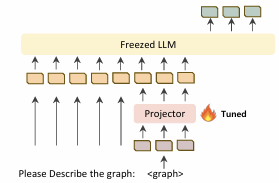 Freezed LLM
Projector
Tuned
Please Describe the graph: <graph>